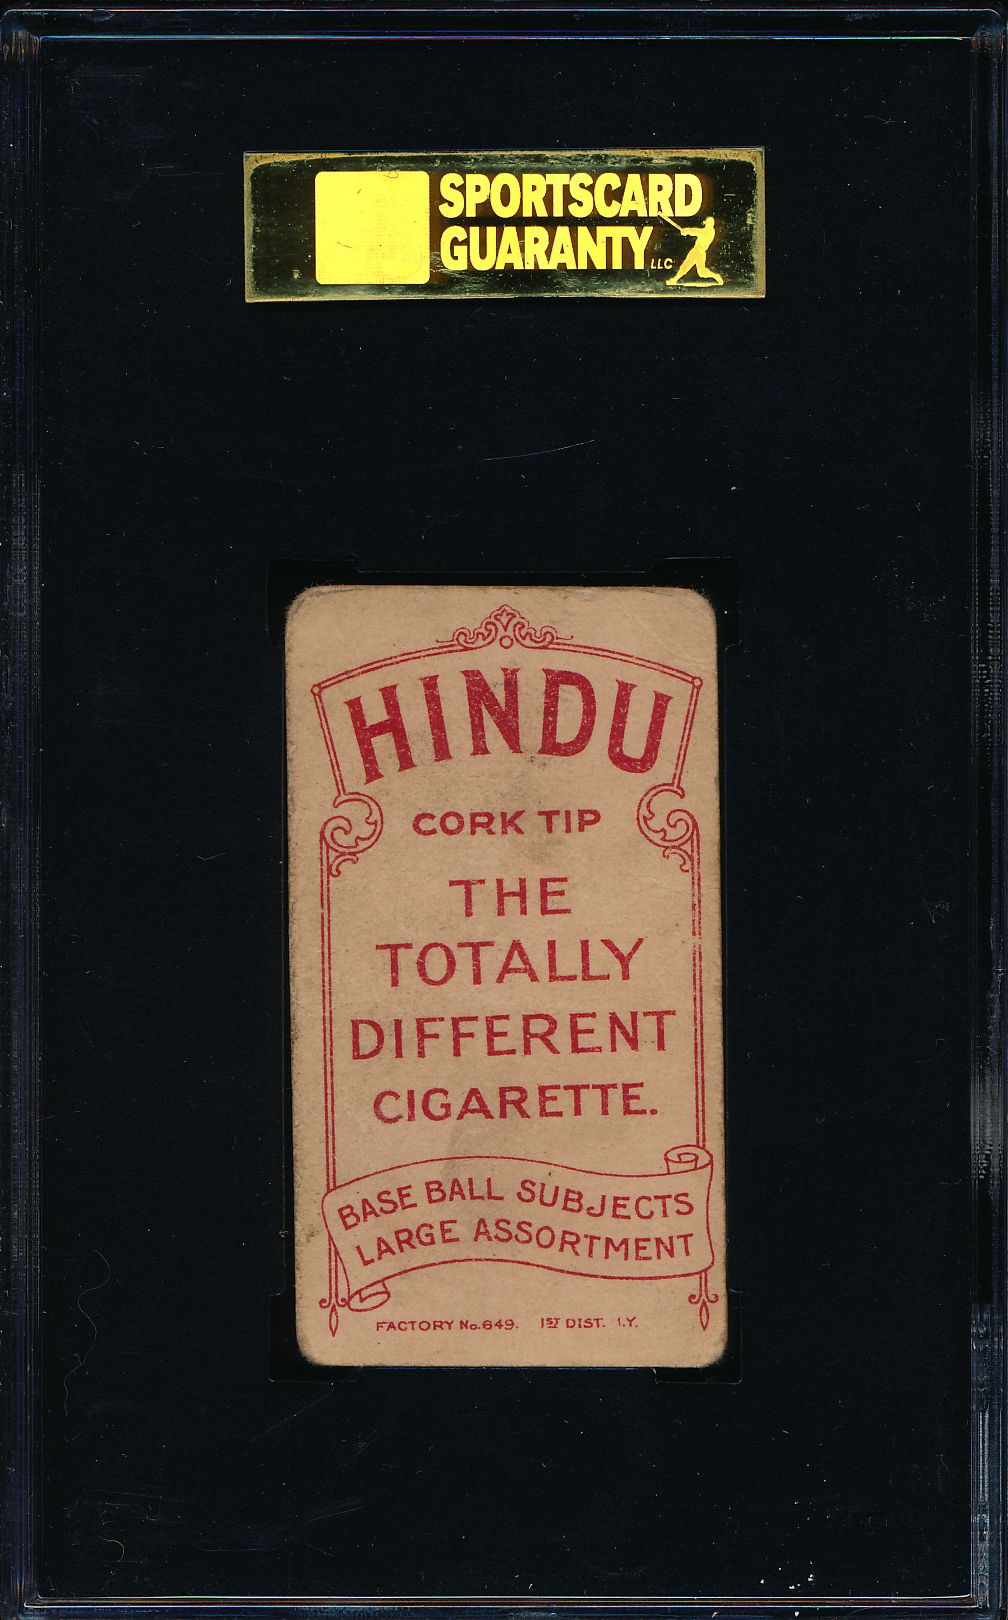 SPORTSCARD
GUARANTY LLC
HINDU
CORK TIP
THE
TOTALLY
DIFFERENT
CIGARETTE.
BASE BALL SUBJECTS
LARGE ASSORTMENT
FACTORY No. 649. 1ST DIST. .Y.